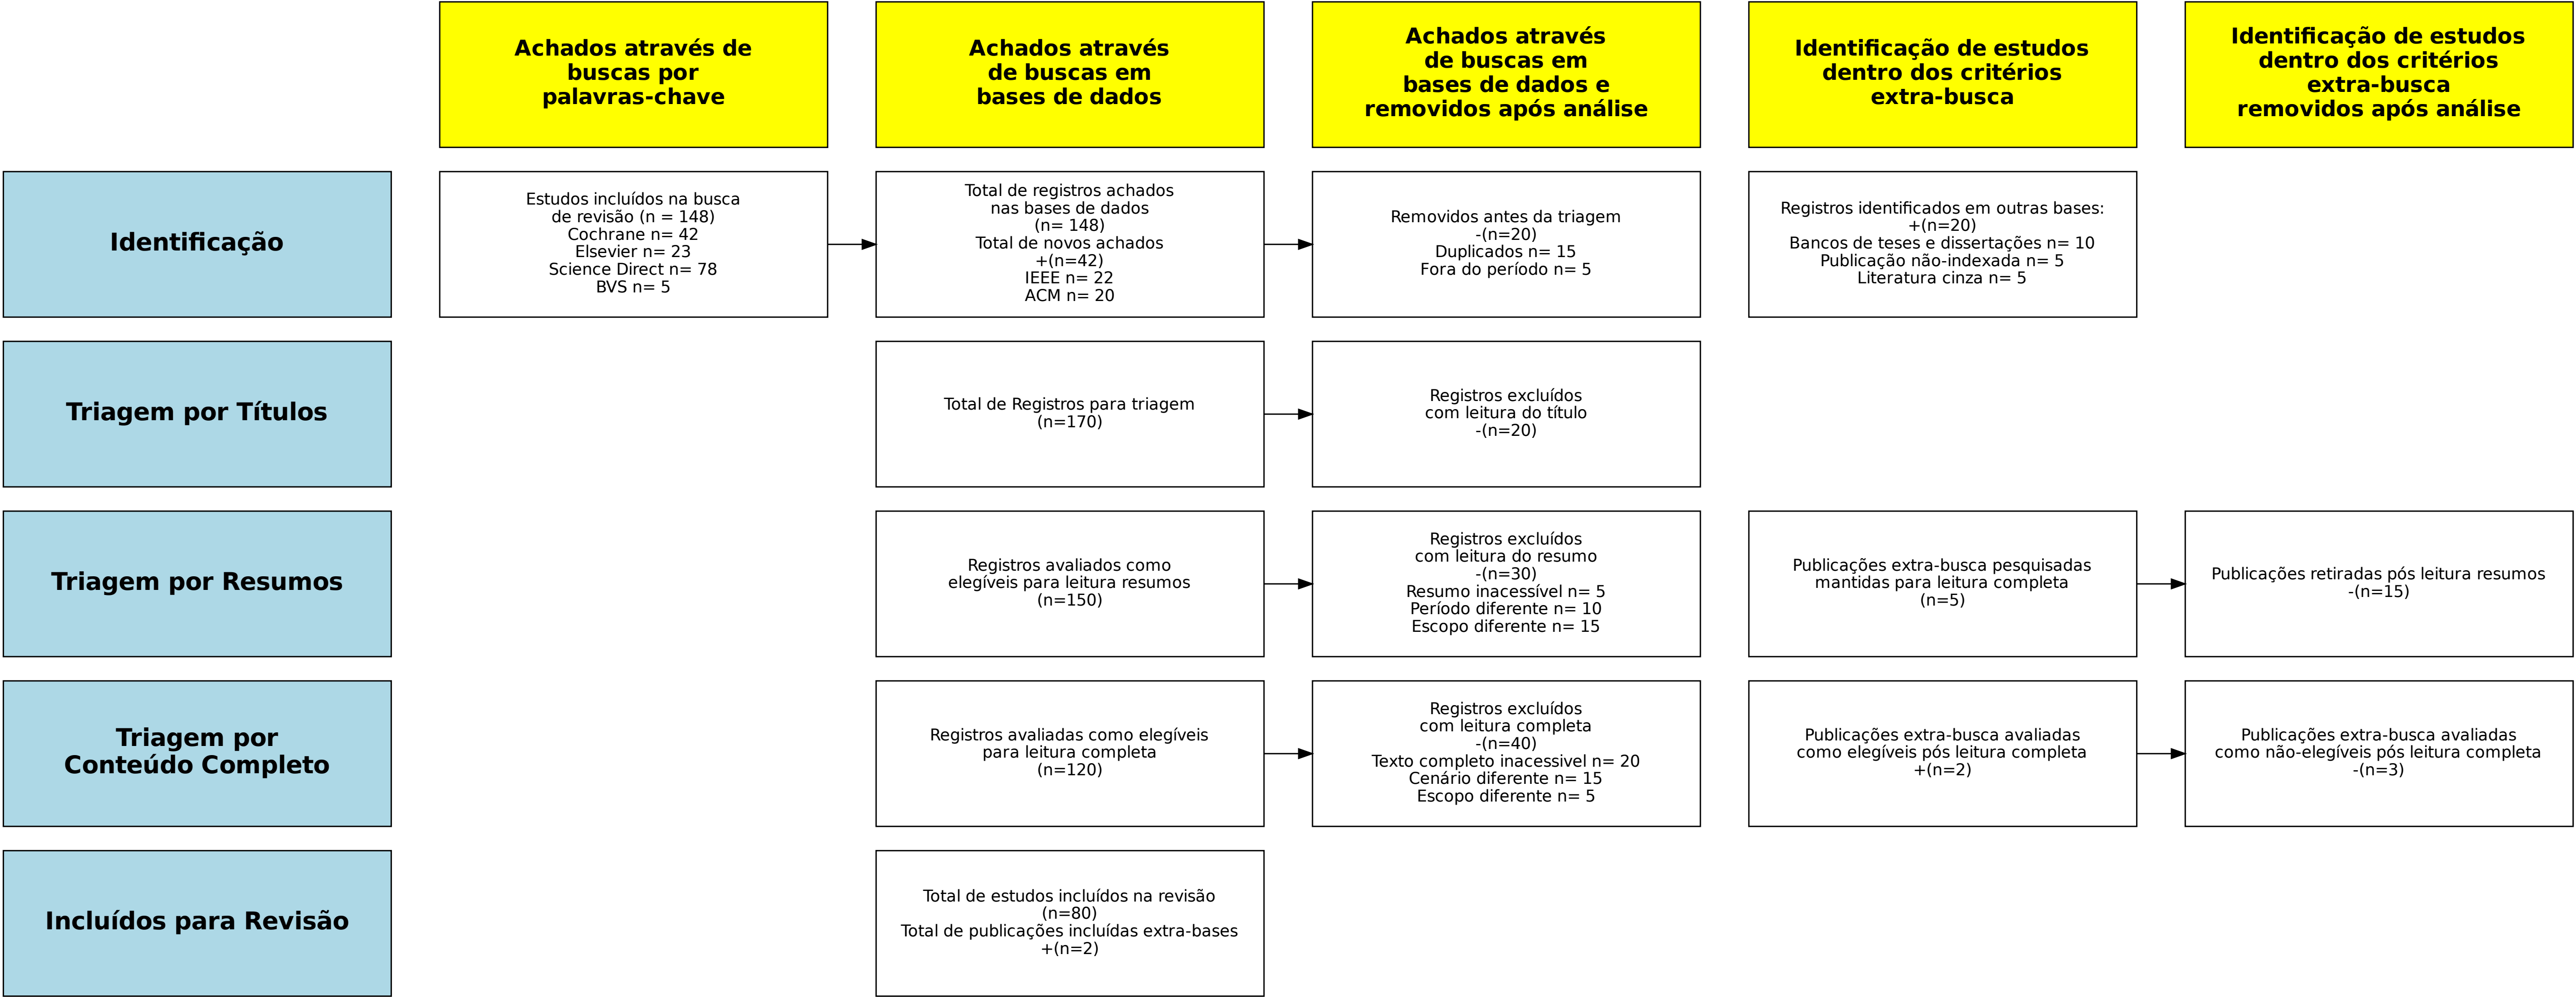 Achados através de
buscas por
palavras-chave
Achados através
de buscas em
bases de dados
Achados através
de buscas em
bases de dados e
removidos após análise
Identificação de estudos
dentro dos critérios
extra-busca
Identificação de estudos
dentro dos critérios
extra-busca
removidos após análise
Identificação
Estudos incluídos na busca
de revisão (n = 148)
Cochrane n= 42
Elsevier n= 23
Science Direct n= 78
BVS n= 5
Total de registros achados
nas bases de dados
(n= 148)
Total de novos achados
+(n=42)
IEEE n= 22
ACM n= 20
Removidos antes da triagem
-(n=20)
Duplicados n= 15
Fora do período n= 5
Registros identificados em outras bases:
+(n=20)
Bancos de teses e dissertações n= 10
Publicação não-indexada n= 5
Literatura cinza n= 5
Triagem por Títulos
Total de Registros para triagem
(n=170)
Registros excluídos
com leitura do título
-(n=20)
Triagem por Resumos
Registros avaliados como
elegíveis para leitura resumos
(n=150)
Registros excluídos
com leitura do resumo
-(n=30)
Resumo inacessível n= 5
Período diferente n= 10
Escopo diferente n= 15
Publicações extra-busca pesquisadas
mantidas para leitura completa
(n=5)
Publicações retiradas pós leitura resumos
-(n=15)
Triagem por
Conteúdo Completo
Registros avaliadas como elegíveis
para leitura completa
(n=120)
Registros excluídos
com leitura completa
-(n=40)
Texto completo inacessivel n= 20
Cenário diferente n= 15
Escopo diferente n= 5
Publicações extra-busca avaliadas
como elegíveis pós leitura completa
+(n=2)
Publicações extra-busca avaliadas
como não-elegíveis pós leitura completa
-(n=3)
Incluídos para Revisão
Total de estudos incluídos na revisão
(n=80)
Total de publicações incluídas extra-bases
+(n=2)